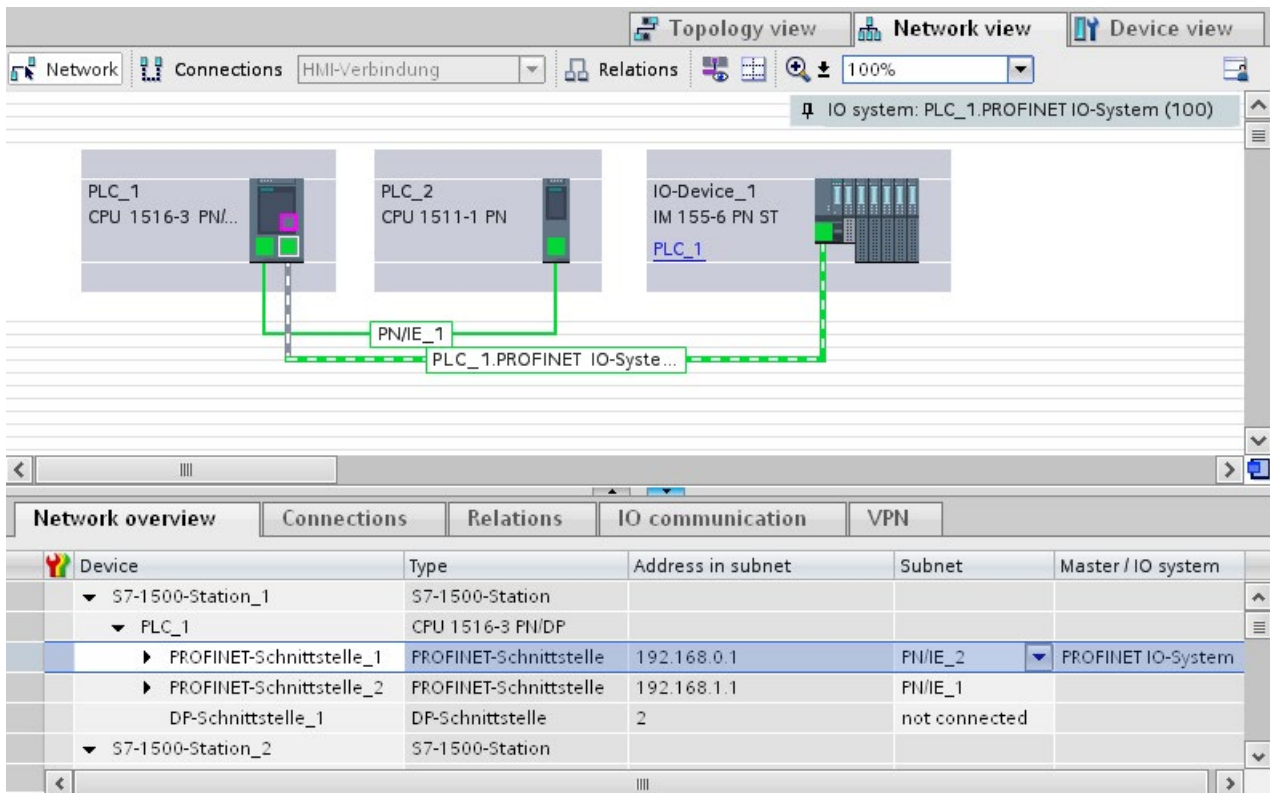 Topology view Network view Device view
Network Connections HMI-Verbindung Relations 100%
IO system: PLC_1.PROFINET IO-System (100)
PLC_1
CPU 1516-3 PN/...
PLC_2
CPU 1511-1 PN
IO-Device_1
IM 155-6 PN ST
PLC_1
PN/IE_1
PLC_1.PROFINET IO-Syste...
Network overview Connections Relations IO communication VPN
Device Type Address in subnet Subnet Master / IO system
S7-1500-Station_1 S7-1500-Station
PLC_1 CPU 1516-3 PN/DP
PROFINET-Schnittstelle_1 PROFINET-Schnittstelle 192.168.0.1 PN/IE_2 PROFINET IO-System
PROFINET-Schnittstelle_2 PROFINET-Schnittstelle 192.168.1.1 PN/IE_1
DP-Schnittstelle_1 DP-Schnittstelle 2 not connected
S7-1500-Station_2 S7-1500-Station